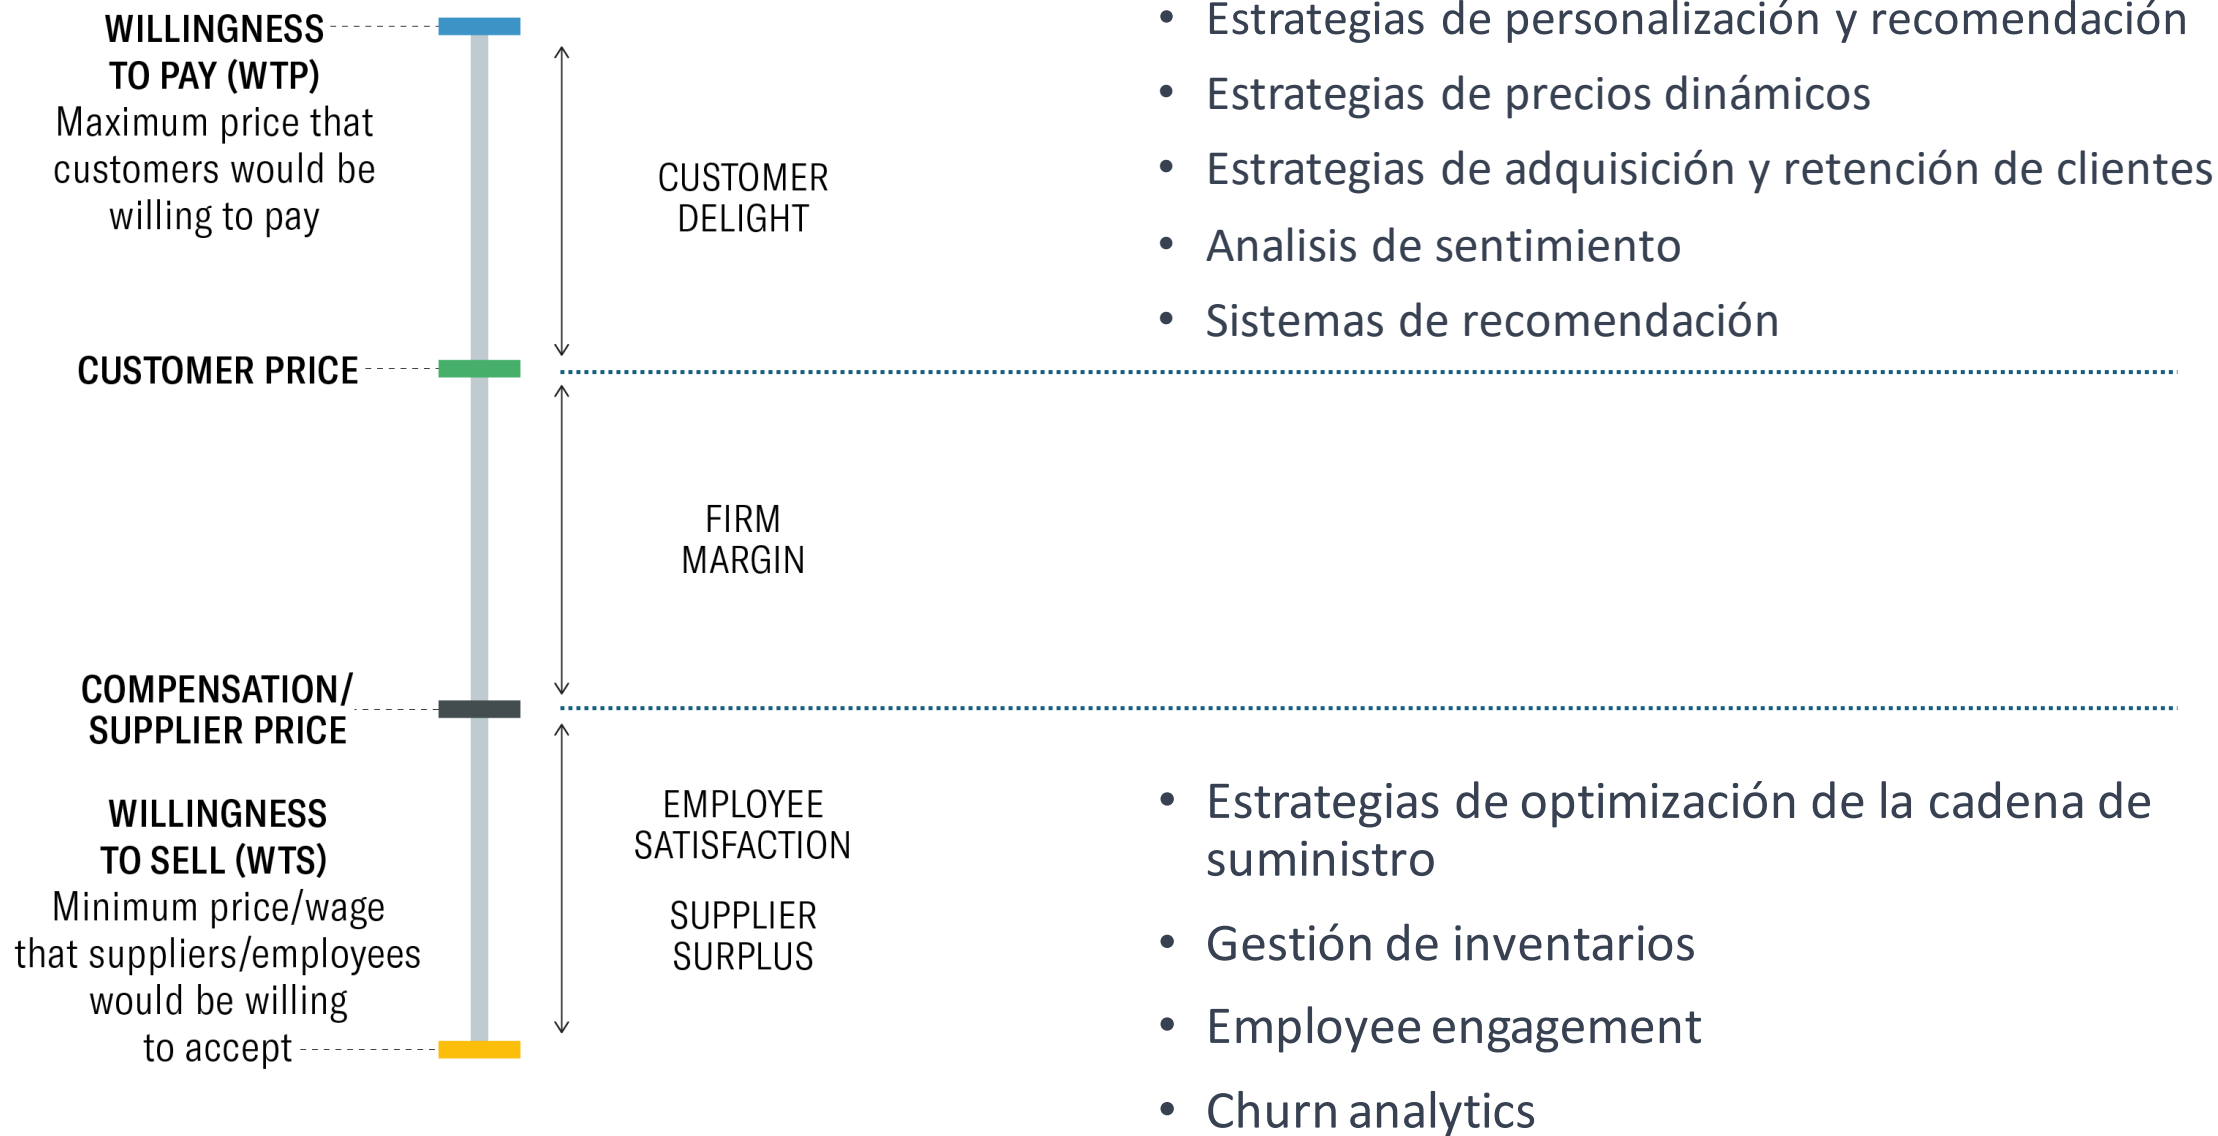 WILLINGNESS
TO PAY (WTP)
Maximum price that
customers would be
willing to pay
CUSTOMER
DELIGHT
• Estrategias de personalización y recomendación
• Estrategias de precios dinámicos
• Estrategias de adquisición y retención de clientes
• Analisis de sentimiento
• Sistemas de recomendación
CUSTOMER PRICE
FIRM
MARGIN
COMPENSATION/
SUPPLIER PRICE
WILLINGNESS
TO SELL (WTS)
Minimum price/wage
that suppliers/employees
would be willing
to accept
EMPLOYEE
SATISFACTION
SUPPLIER
SURPLUS
• Estrategias de optimización de la cadena de
suministro
• Gestión de inventarios
• Employee engagement
• Churn analytics